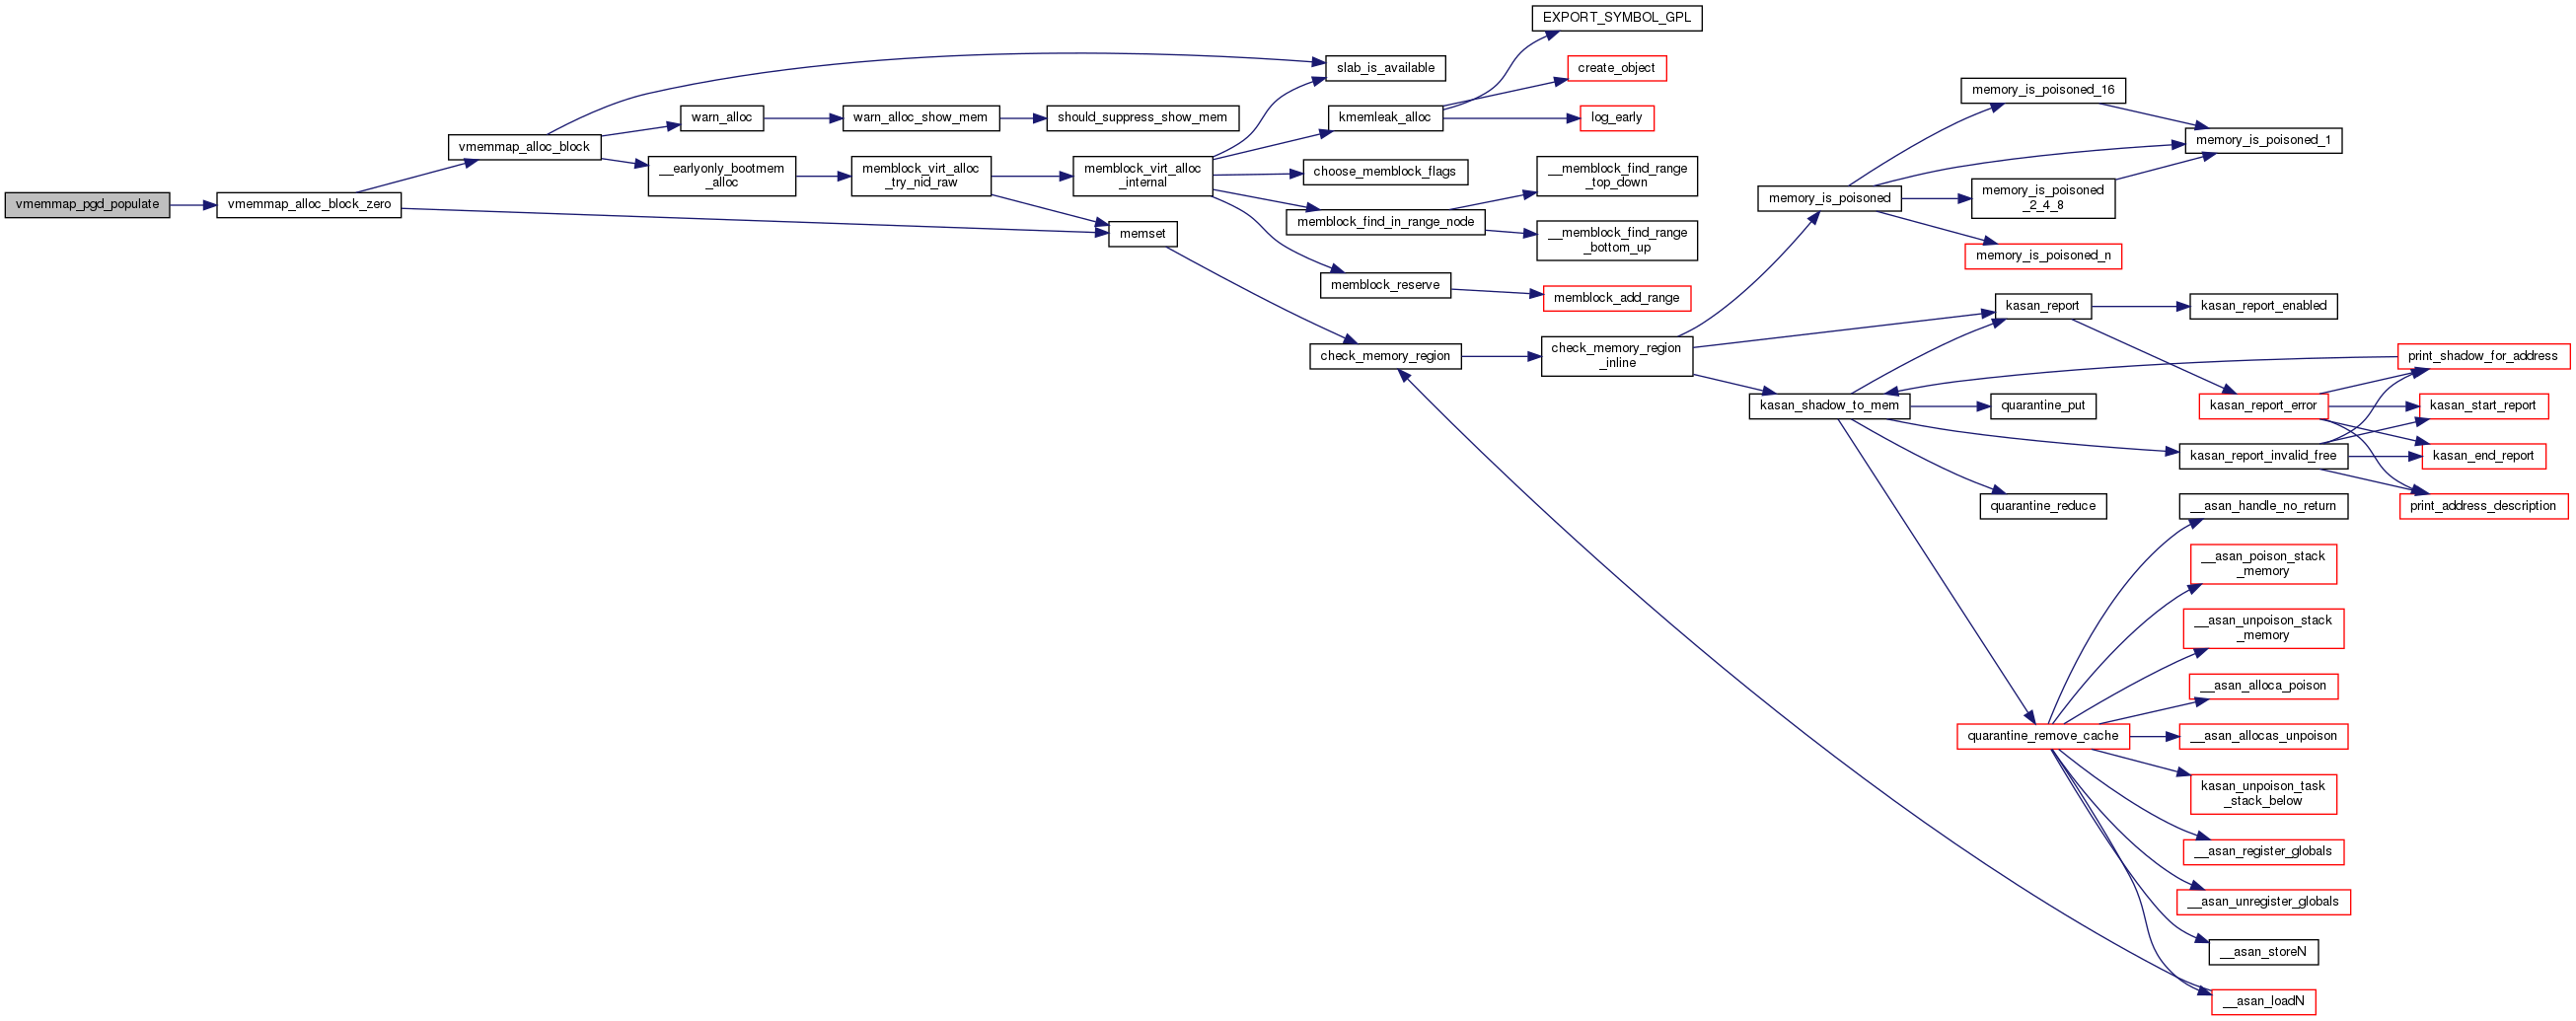 EXPORT_SYMBOL_GPL
slab_is_available
create_object
memory_is_poisoned_16
warn_alloc
warn_alloc_show_mem
should_suppress_show_mem
kmemleak_alloc
log_early
vmemmap_alloc_block
memory_is_poisoned_1
__earlyonly_bootmem
_alloc
memblock_virt_alloc
_try_nid_raw
memblock_virt_alloc
_internal
choose_memblock_flags
__memblock_find_range
_top_down
memory_is_poisoned
memory_is_poisoned
_2_4_8
vmemmap_pgd_populate
vmemmap_alloc_block_zero
memset
memblock_find_in_range_node
__memblock_find_range
_bottom_up
memory_is_poisoned_n
memblock_reserve
memblock_add_range
kasan_report
kasan_report_enabled
check_memory_region
check_memory_region
_inline
print_shadow_for_address
kasan_shadow_to_mem
quarantine_put
kasan_report_error
kasan_start_report
kasan_report_invalid_free
kasan_end_report
quarantine_reduce
__asan_handle_no_return
print_address_description
__asan_poison_stack
_memory
__asan_unpoison_stack
_memory
__asan_alloca_poison
quarantine_remove_cache
__asan_allocas_unpoison
kasan_unpoison_task
_stack_below
__asan_register_globals
__asan_unregister_globals
__asan_storeN
__asan_loadN